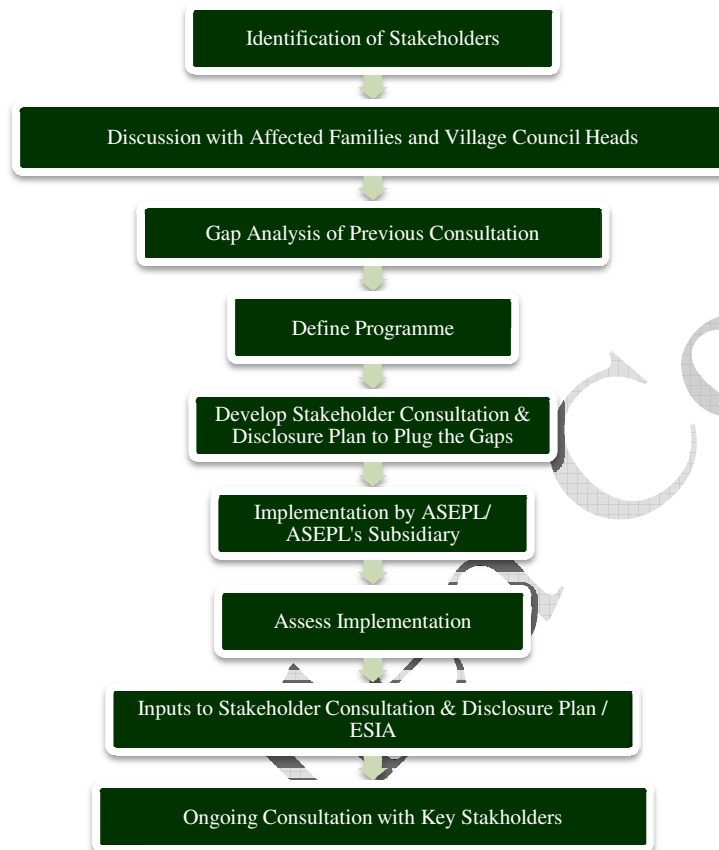 Identification of Stakeholders
Discussion with Affected Families and Village Council Heads
Gap Analysis of Previous Consultation
Define Programme
Develop Stakeholder Consultation &
Disclosure Plan to Plug the Gaps
Implementation by ASEPL/
ASEPL's Subsidiary
Assess Implementation
Inputs to Stakeholder Consultation & Disclosure Plan /
ESIA
Ongoing Consultation with Key Stakholders